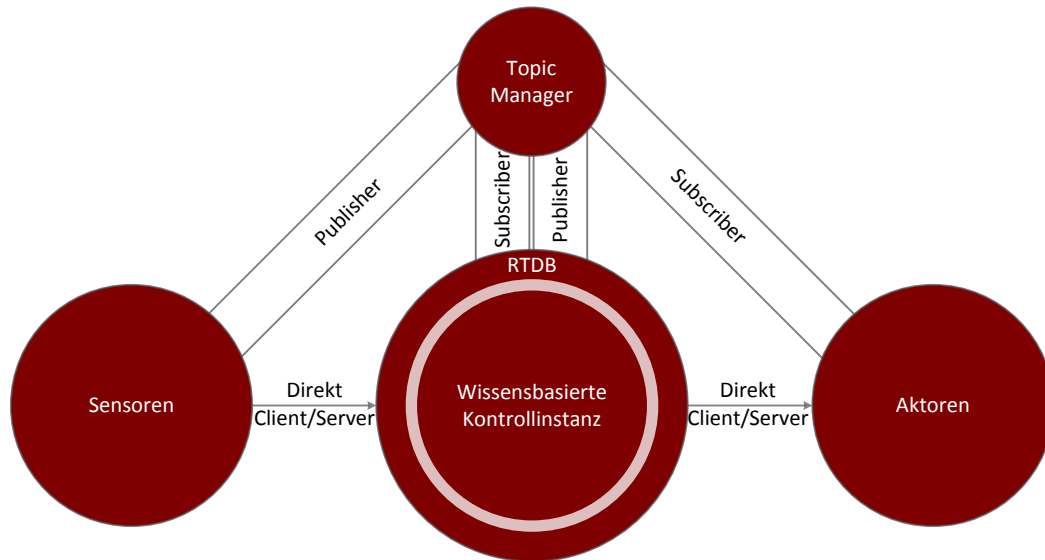 Topic
Manager
Publisher
Subscriber
Publisher
Subscriber
RTDB
Sensoren
Direkt
Client/Server
Wissensbasierte
Kontrollinstanz
Direkt
Client/Server
Aktoren